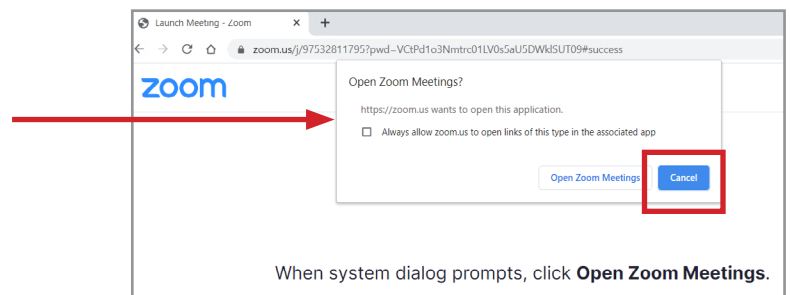 Launch Meeting - Zoom
zoom.us/j/97532811795?pwd=VCtPd1o3Nmtrc01LV0s5aU5DWklSUT09#success
zoom
Open Zoom Meetings?
https://zoom.us wants to open this application.
Always allow zoom.us to open links of this type in the associated app
Open Zoom Meetings Cancel
When system dialog prompts, click Open Zoom Meetings.